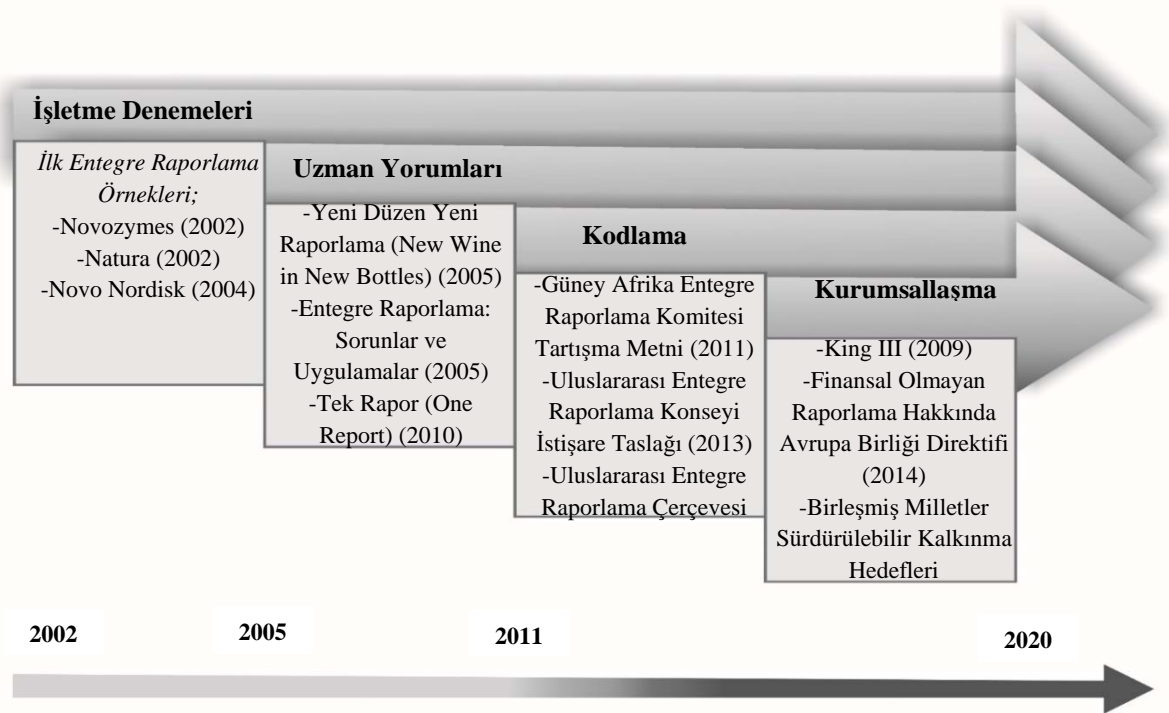 İşletme Denemeleri
İlk Entegre Raporlama
Örnekleri;
-Novozymes (2002)
-Natura (2002)
-Novo Nordisk (2004)
Uzman Yorumları
-Yeni Düzen Yeni
Raporlama (New Wine
in New Bottles) (2005)
-Entegre Raporlama:
Sorunlar ve
Uygulamalar (2005)
-Tek Rapor (One
Report) (2010)
Kodlama
-Güney Afrika Entegre
Raporlama Komitesi
Tartışma Metni (2011)
-Uluslararası Entegre
Raporlama Konseyi
İstişare Taslağı (2013)
-Uluslararası Entegre
Raporlama Çerçevesi
Kurumsallaşma
-King III (2009)
-Finansal Olmayan
Raporlama Hakkında
Avrupa Birliği Direktifi
(2014)
-Birleşmiş Milletler
Sürdürülebilir Kalkınma
Hedefleri
2002
2005
2011
2020